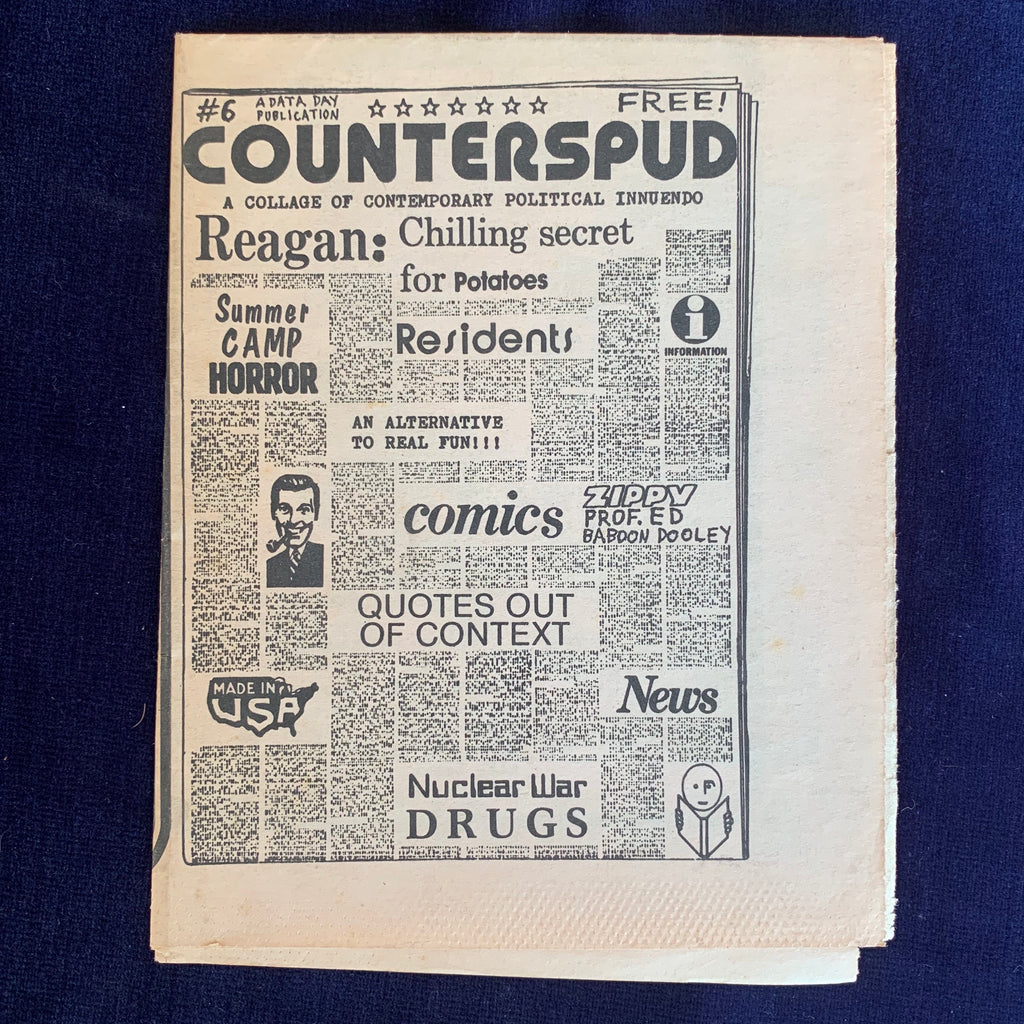 #6
A DATA DAY
PUBLICATION
FREE!
COUNTERSPUD
A COLLAGE OF CONTEMPORARY POLITICAL INNUENDO
Reagan: Chilling secret
for Potatoes
Summer
CAMP
HORROR
Residents
i
INFORMATION
AN ALTERNATIVE
TO REAL FUN!!!
comics
ZIPPY
PROF. ED
BABOON DOOLEY
QUOTES OUT
OF CONTEXT
MADE IN
USA
News
Nuclear War
DRUGS